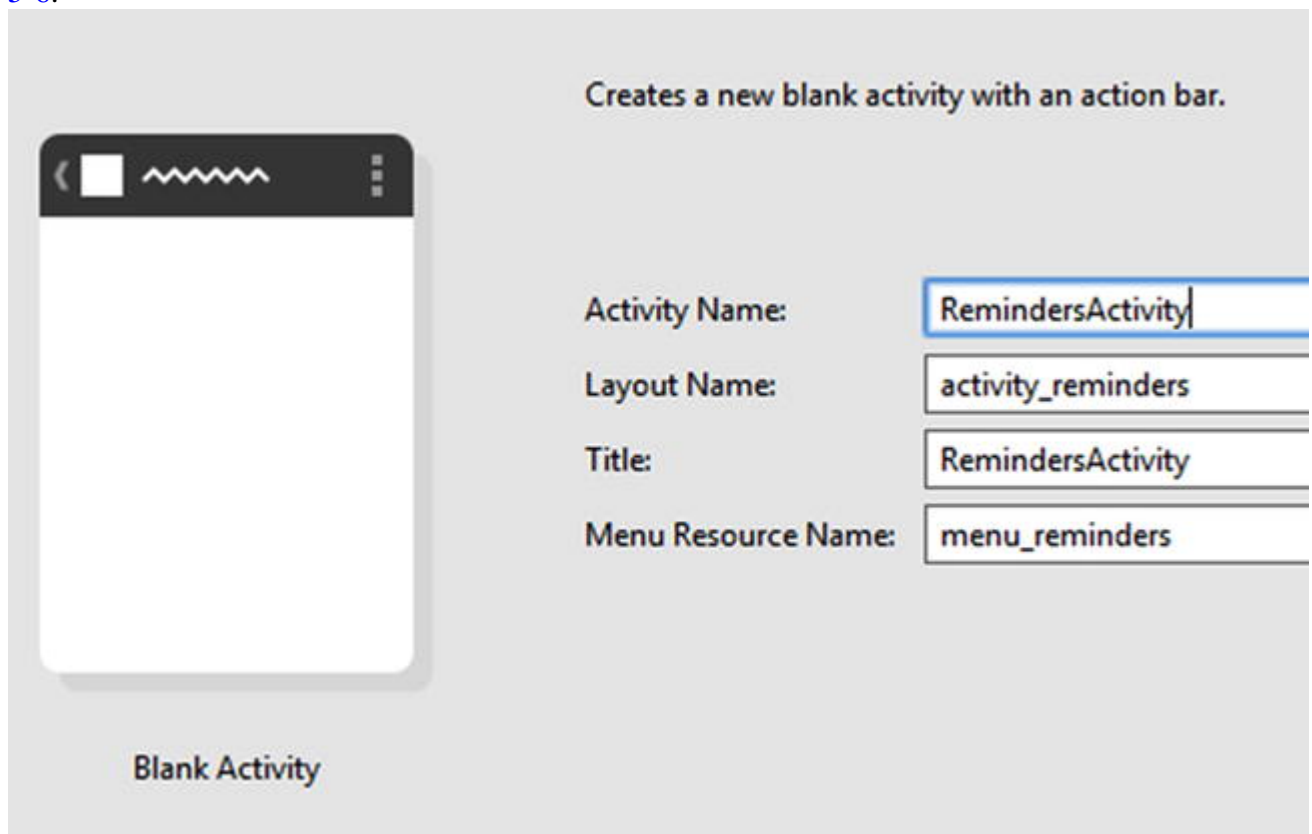 Creates a new blank activity with an action bar.
Activity Name: RemindersActivity
Layout Name: activity_reminders
Title: RemindersActivity
Menu Resource Name: menu_reminders
Blank Activity